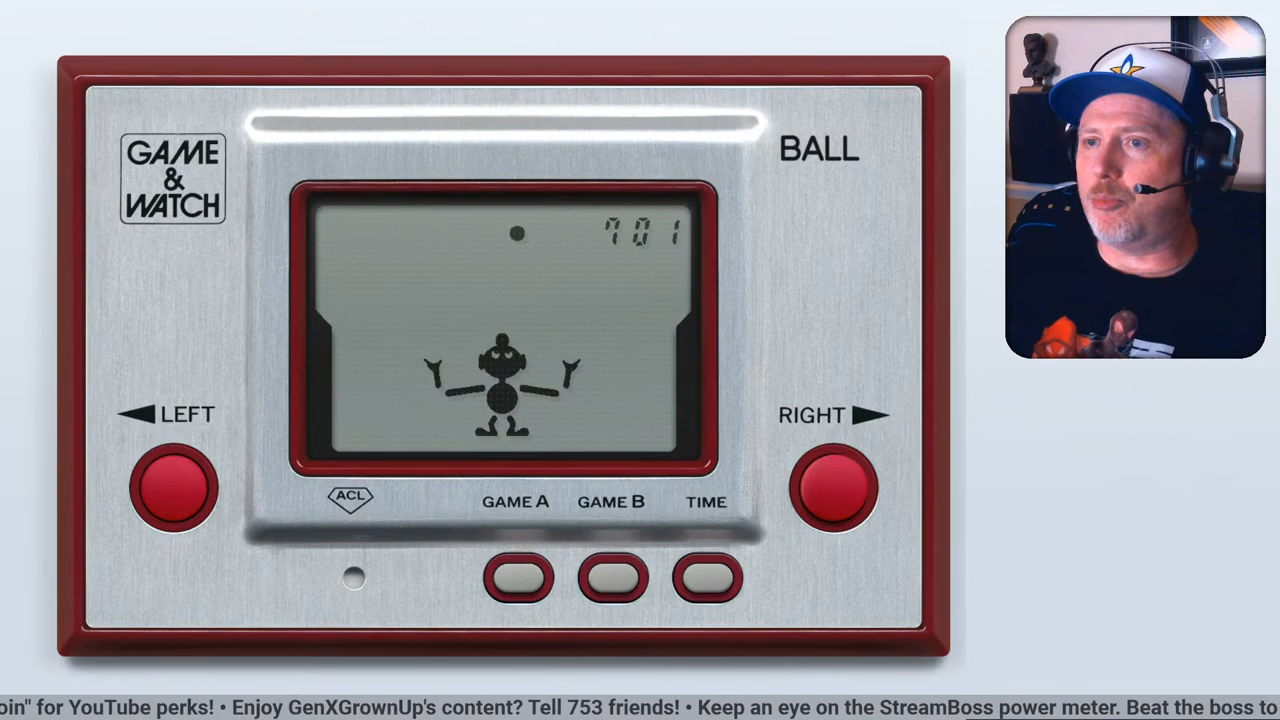 GAME
&
WATCH
BALL
701
LEFT
RIGHT
ACL
GAME A
GAME B
TIME
oin" for YouTube perks! • Enjoy GenXGrownUp's content? Tell 753 friends! • Keep an eye on the StreamBoss power meter. Beat the boss to